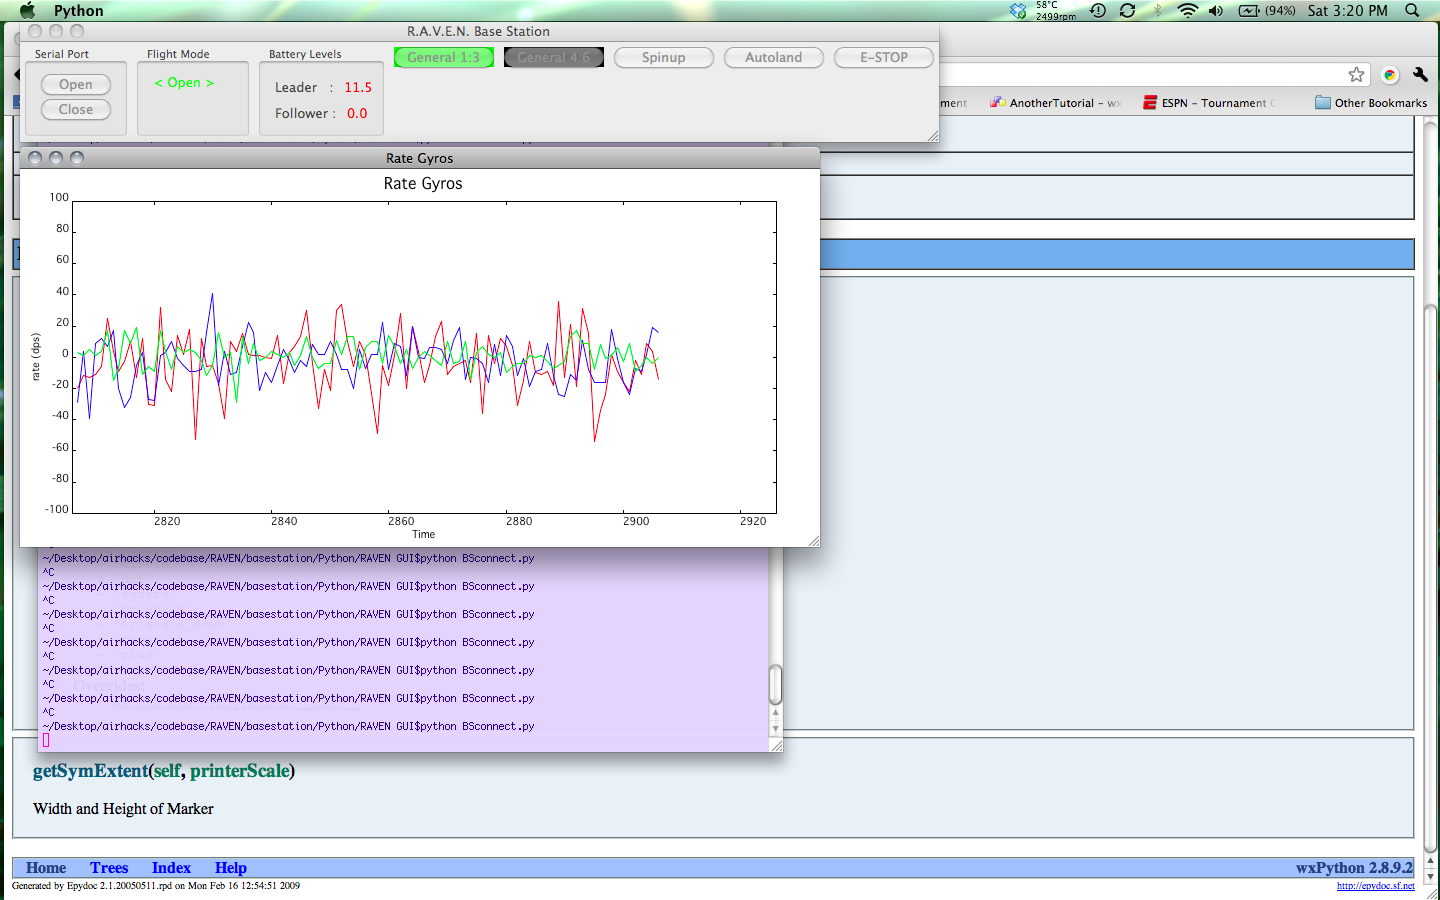 Python
58°C
2499rpm
(94%)
Sat 3:20 PM
R.A.V.E.N. Base Station
Serial Port
Flight Mode
Battery Levels
General 1:3
General 4:6
Spinup
Autoland
E-STOP
Open
Close
< Open >
Leader : 11.5
Follower : 0.0
ment
AnotherTutorial - wx
ESPN - Tournament C
Other Bookmarks
Rate Gyros
Rate Gyros
100
80
60
40
20
0
-20
-40
-60
-80
-100
rate (dps)
2820
2840
2860
2880
2900
2920
Time
~/Desktop/airhacks/codebase/RAVEN/basestation/Python/RAVEN GUI$python BSconnect.py
^C
~/Desktop/airhacks/codebase/RAVEN/basestation/Python/RAVEN GUI$python BSconnect.py
^C
~/Desktop/airhacks/codebase/RAVEN/basestation/Python/RAVEN GUI$python BSconnect.py
^C
~/Desktop/airhacks/codebase/RAVEN/basestation/Python/RAVEN GUI$python BSconnect.py
^C
~/Desktop/airhacks/codebase/RAVEN/basestation/Python/RAVEN GUI$python BSconnect.py
^C
~/Desktop/airhacks/codebase/RAVEN/basestation/Python/RAVEN GUI$python BSconnect.py
^C
~/Desktop/airhacks/codebase/RAVEN/basestation/Python/RAVEN GUI$python BSconnect.py
getSymExtent(self, printerScale)
Width and Height of Marker
Home Trees Index Help
wxPython 2.8.9.2
Generated by Epydoc 2.1.20050511.rpd on Mon Feb 16 12:54:51 2009
http://epydoc.sf.net